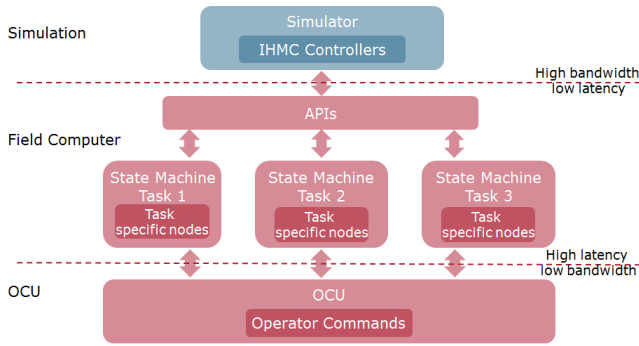 Simulation
Simulator
IHMC Controllers
High bandwidth
low latency
APIs
Field Computer
State Machine
Task 1
Task
specific nodes
State Machine
Task 2
Task
specific nodes
State Machine
Task 3
Task
specific nodes
High latency
low bandwidth
OCU
OCU
Operator Commands